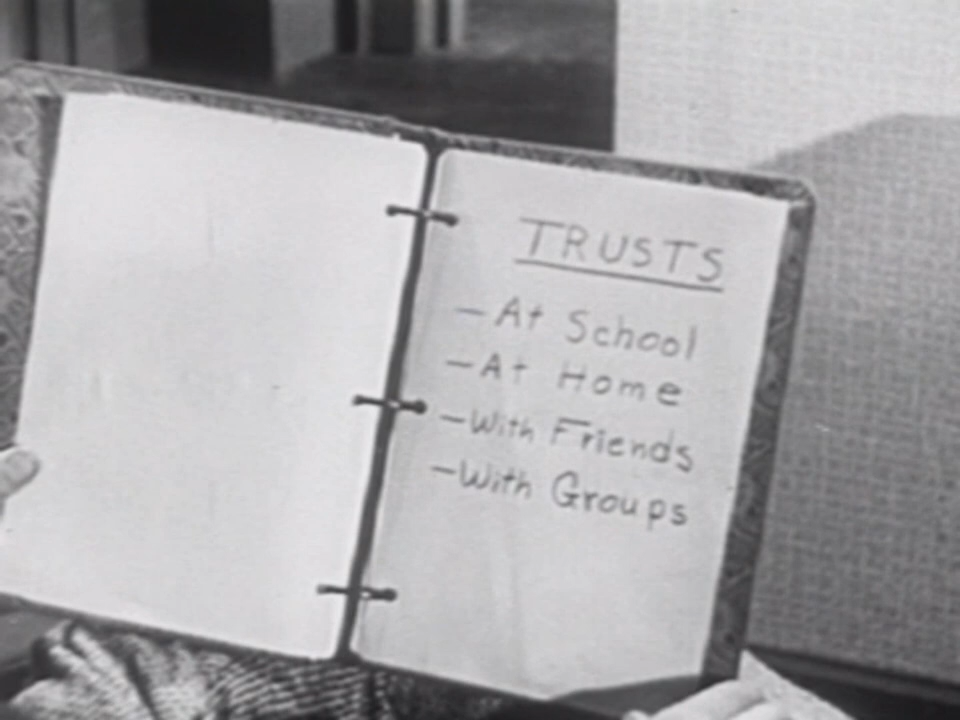 TRUSTS
- At School
- At Home
- With Friends
- With Groups